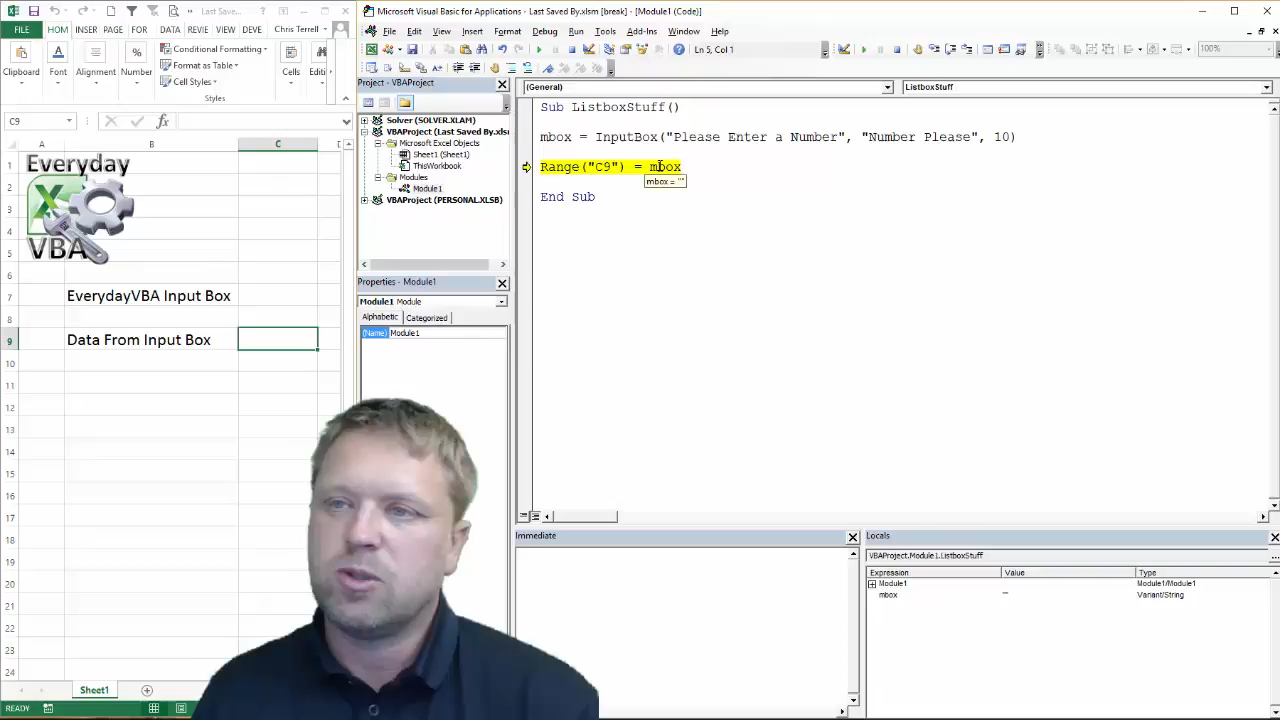 Last S...
Microsoft Visual Basic for Applications - Last Saved By.xlsm [break] - [Module1 (Code)]
FILE HOM INSER PAGE FORM DATA REVIE VIEW DEVE Chris Terrell
File Edit View Insert Format Debug Run Tools Add-Ins Window Help
Ln 5, Col 1
100%
Clipboard Font Alignment Number
Conditional Formatting
Format as Table
Cell Styles
Styles
Cells Editi
Project - VBAProject
(General) ListboxStuff
Solver (SOLVER.XLAM)
VBAProject (Last Saved By.xlsm
Microsoft Excel Objects
Sheet1 (Sheet1)
ThisWorkbook
Modules
Module1
VBAProject (PERSONAL.XLSB)
Sub ListboxStuff()
mbox = InputBox("Please Enter a Number", "Number Please", 10)
Range("C9") = mbox
mbox = ""
End Sub
C9 fx
A B C D
1
2
3
4
5
6
7
8
9
10
11
12
13
14
15
16
17
18
19
20
21
22
23
24
Everyday
X
VBA
EverydayVBA Input Box
Data From Input Box
Properties - Module1
Module1 Module
Alphabetic Categorized
(Name) Module1
Immediate
Locals
VBAProject.Module1.ListboxStuff
Expression Value Type
Module1 Module1/Module1
mbox "" Variant/String
Sheet1
READY